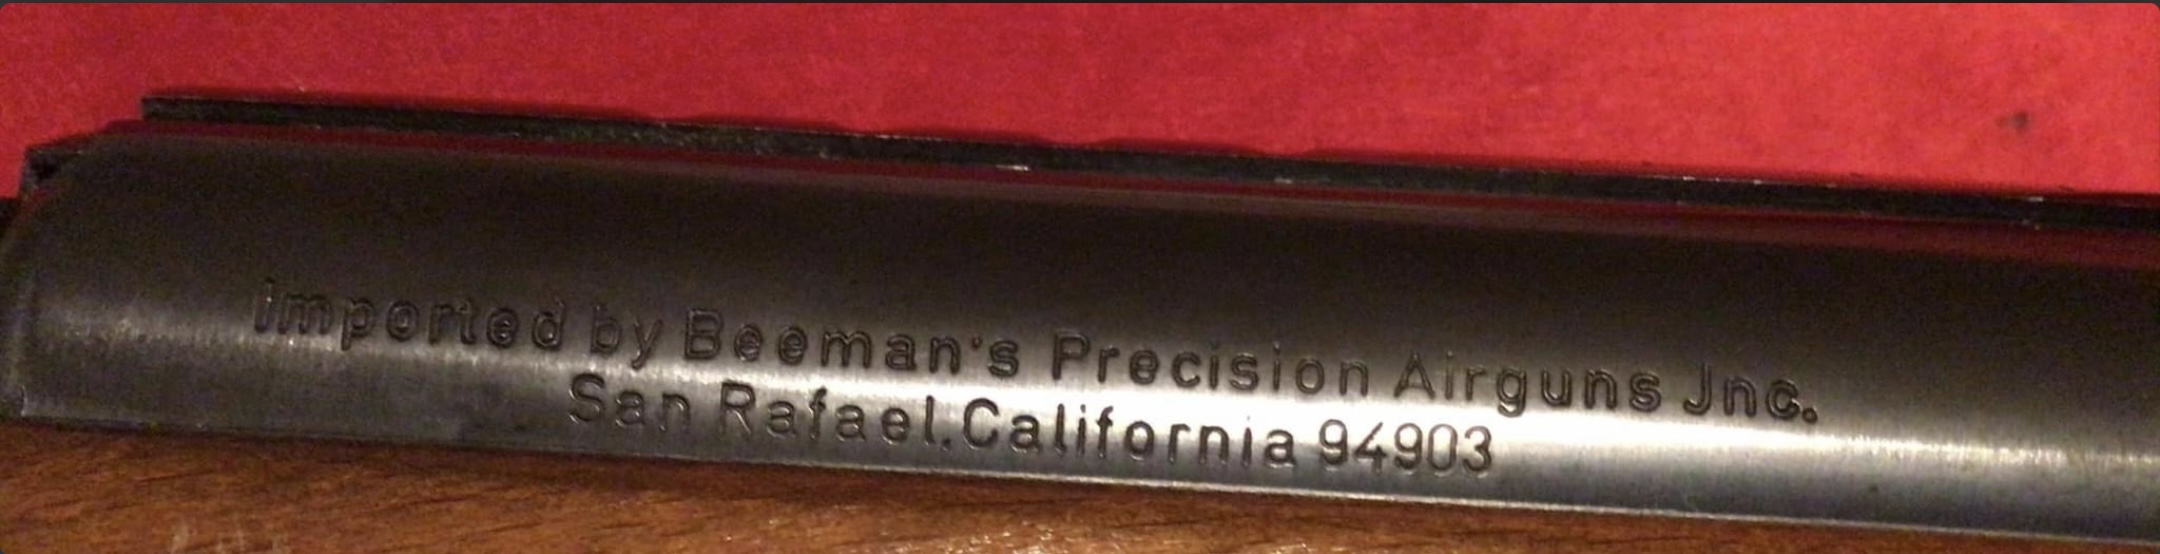 Imported by Beeman's Precision Airguns Jnc.
San Rafael.California 94903